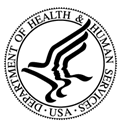 DEPARTMENT OF HEALTH & HUMAN SERVICES · USA